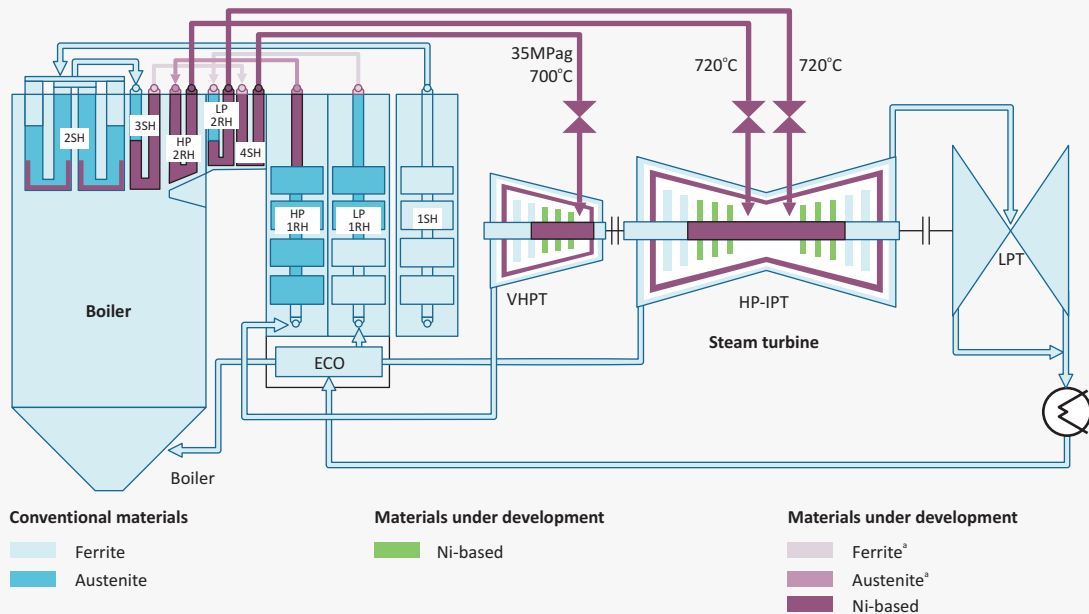 35MPag
700°C
720°C
720°C
2SH
3SH
HP
2RH
LP
2RH
4SH
HP
1RH
LP
1RH
1SH
VHPT
HP-IPT
LPT
Boiler
Steam turbine
ECO
Boiler
Conventional materials
Ferrite
Austenite
Materials under development
Ni-based
Materials under development
Ferriteᵃ
Austeniteᵃ
Ni-based